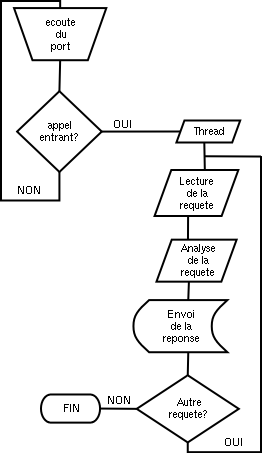 ecoute
du
port
appel
entrant?
OUI
Thread
NON
Lecture
de la
requete
Analyse
de la
requete
Envoi
de la
reponse
Autre
requete?
NON
FIN
OUI